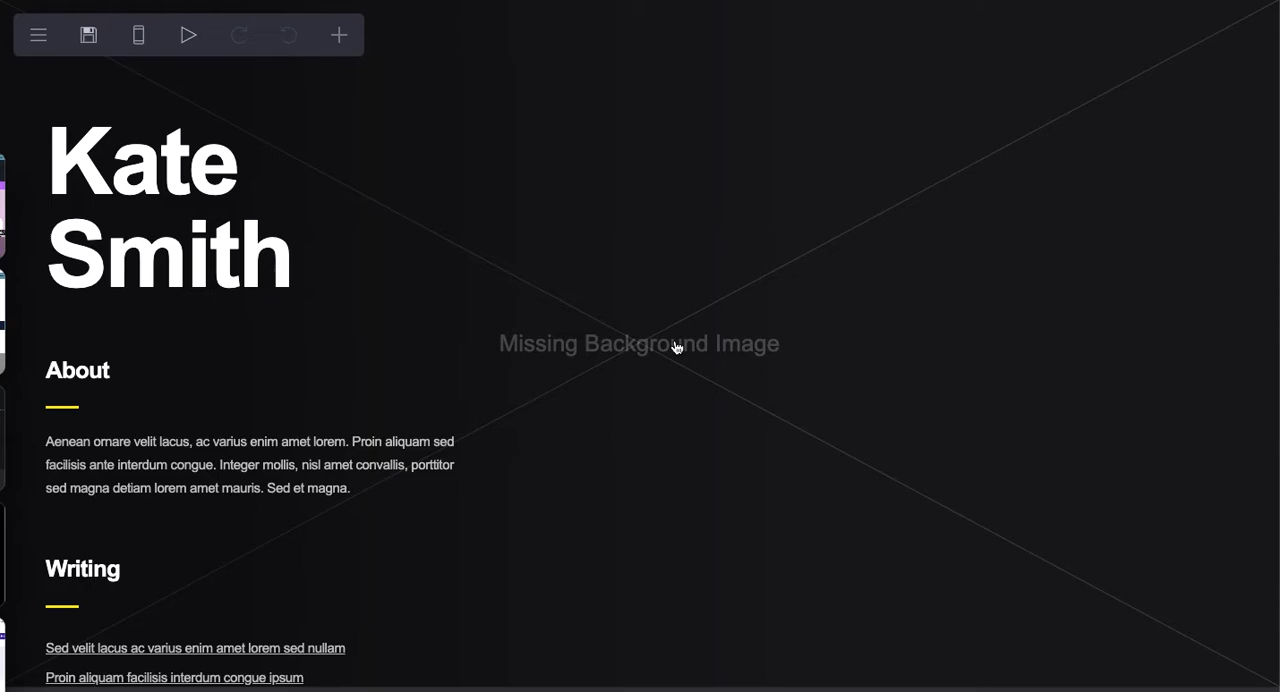 Kate
Smith
Missing Background Image
About
Aenean ornare velit lacus, ac varius enim amet lorem. Proin aliquam sed
facilisis ante interdum congue. Integer mollis, nisl amet convallis, porttitor
sed magna detiam lorem amet mauris. Sed et magna.
Writing
Sed velit lacus ac varius enim amet lorem sed nullam
Proin aliquam facilisis interdum congue ipsum